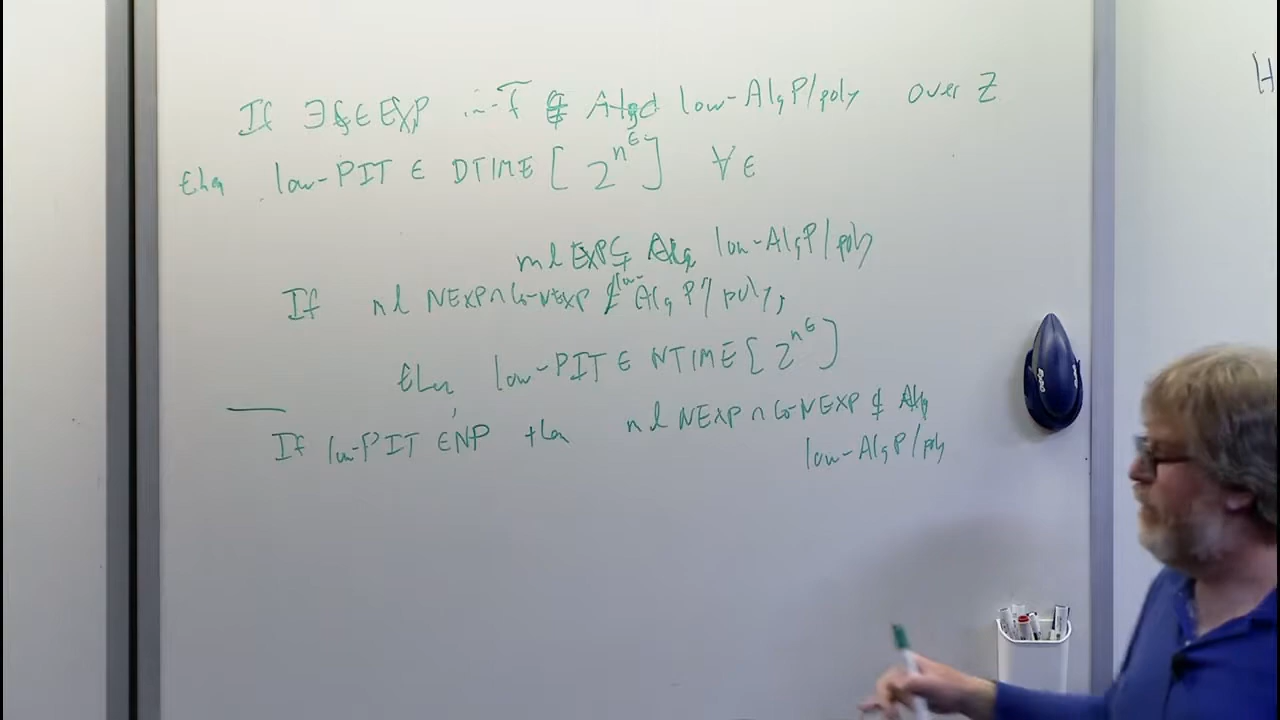 If ∃ f ∈ EXP f ⊄ low-AlgP/poly over Z
then low-PIT ∈ DTIME[2^{n^ε}] ∀ε
ml EXP ⊊ low-AlgP/poly
If ml NEXP ∩ co-NEXP ⊄ low-AlgP/poly,
then low-PIT ∈ NTIME[2^{n^ε}]
If low-PIT ∈ NP then ml NEXP ∩ co-NEXP ⊄
low-AlgP/poly
H